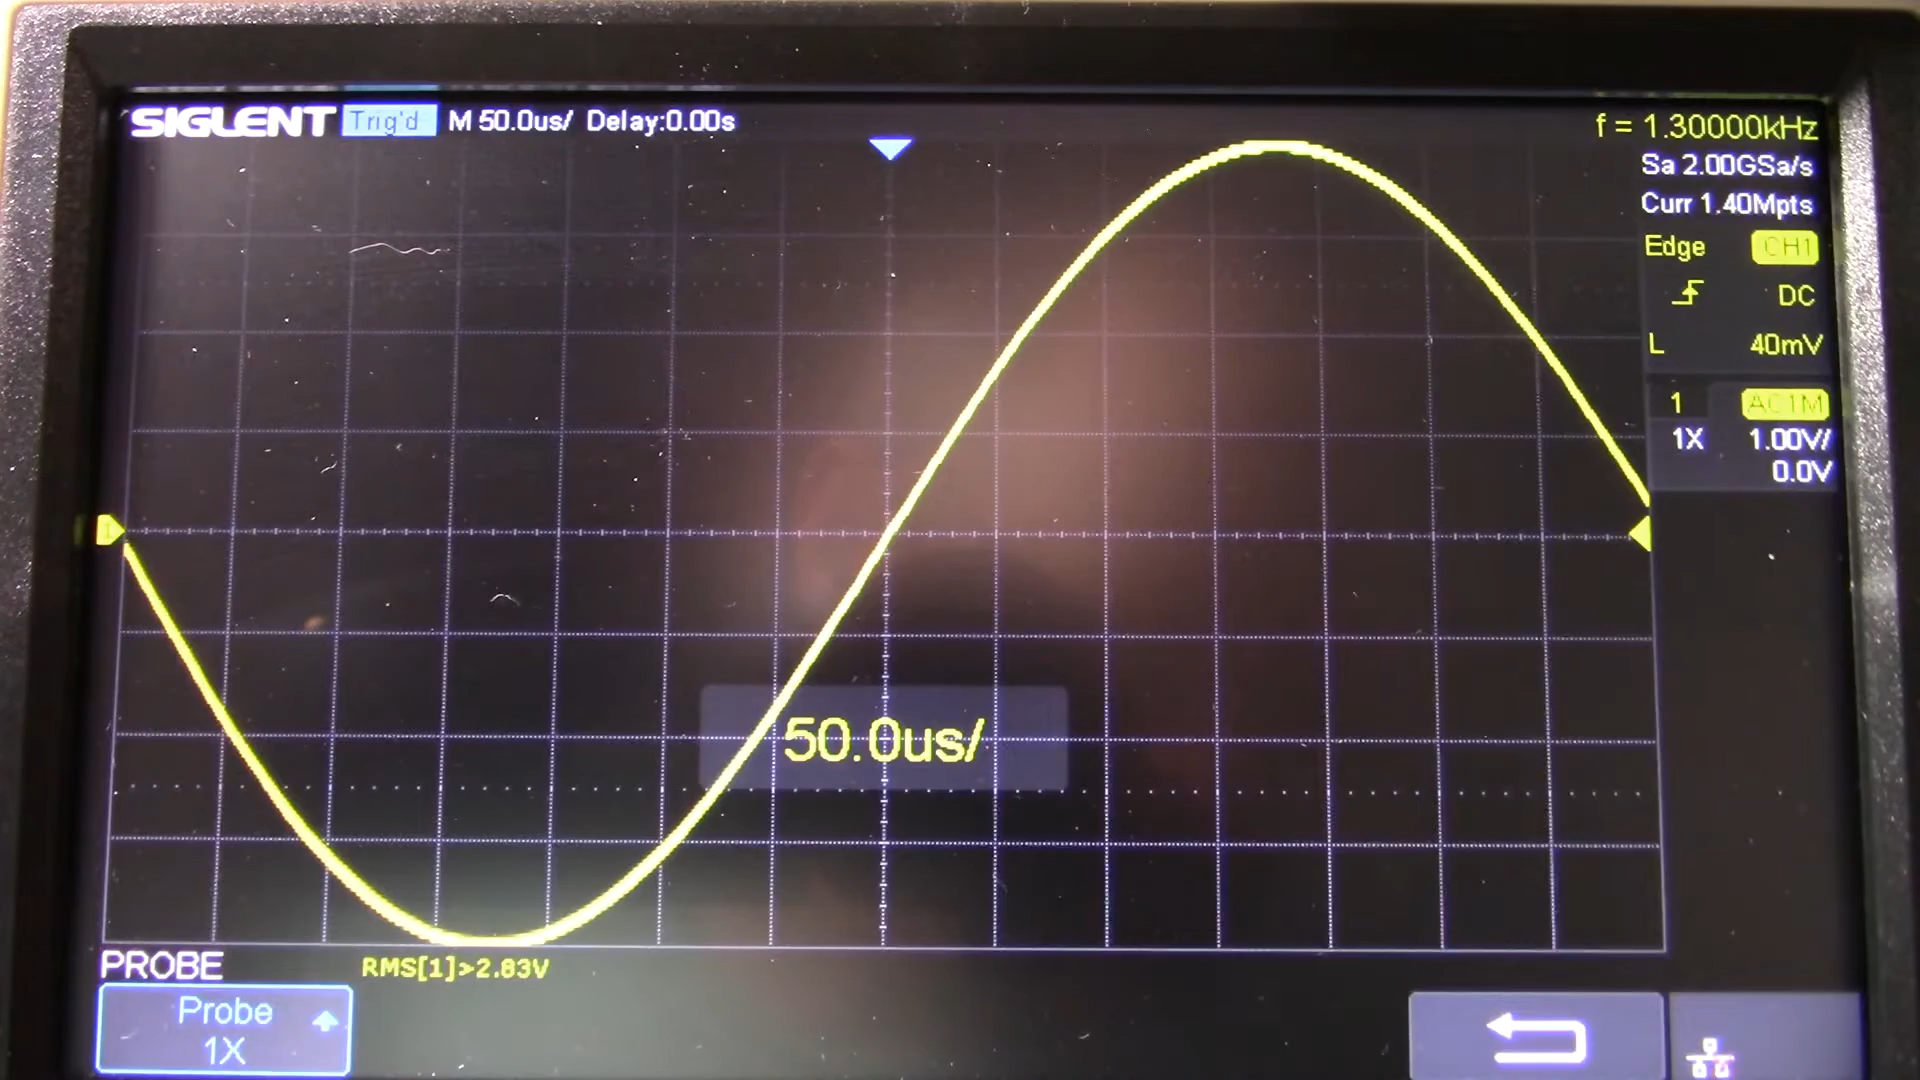 SIGLENT Trig'd M 50.0us/ Delay:0.00s
f = 1.30000kHz
Sa 2.00GSa/s
Curr 1.40Mpts
Edge CH1
DC
L 40mV
1 AC1M
1X 1.00V/
0.0V
1
50.0us/
PROBE RMS[1]>2.83V
Probe
1X